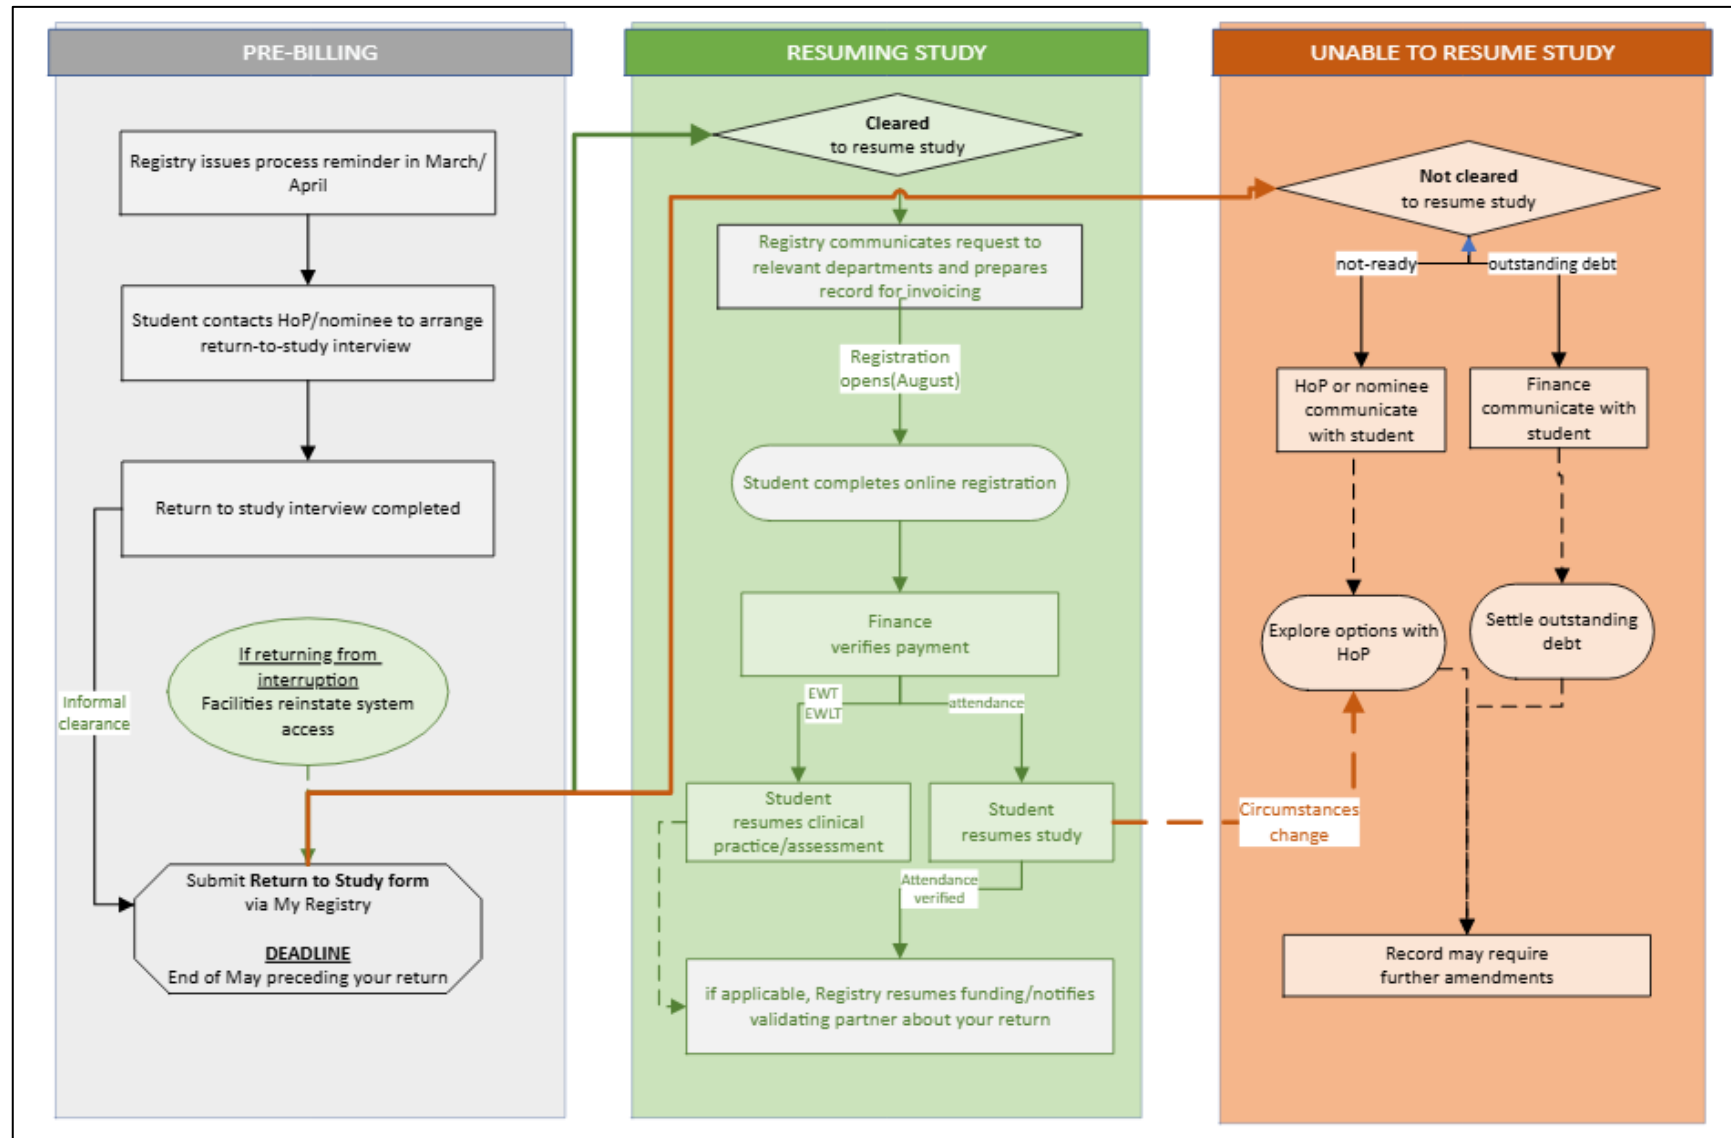 PRE-BILLING
Registry issues process reminder in March/
April
Student contacts HoP/nominee to arrange
return-to-study interview
Return to study interview completed
If returning from
interruption
Facilities reinstate system
access
Informal
clearance
Submit Return to Study form
via My Registry
DEADLINE
End of May preceding your return
RESUMING STUDY
Cleared
to resume study
Registry communicates request to
relevant departments and prepares
record for invoicing
Registration
opens(August)
Student completes online registration
Finance
verifies payment
EWT
EWLT
attendance
Student
resumes clinical
practice/assessment
Student
resumes study
Attendance
verified
if applicable, Registry resumes funding/notifies
validating partner about your return
UNABLE TO RESUME STUDY
Not cleared
to resume study
not-ready
outstanding debt
HoP or nominee
communicate
with student
Finance
communicate with
student
Explore options with
HoP
Settle outstanding
debt
Circumstances
change
Record may require
further amendments